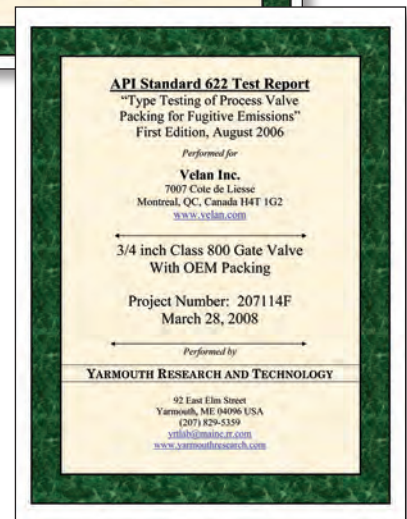 API Standard 622 Test Report
“Type Testing of Process Valve
Packing for Fugitive Emissions”
First Edition, August 2006
Performed for
Velan Inc.
7007 Cote de Liesse
Montreal, QC, Canada H4T 1G2
www.velan.com
3/4 inch Class 800 Gate Valve
With OEM Packing
Project Number: 207114F
March 28, 2008
Performed by
YARMOUTH RESEARCH AND TECHNOLOGY
92 East Elm Street
Yarmouth, ME 04096 USA
(207) 829-5359
yrtlab@maine.rr.com
www.yarmouthresearch.com